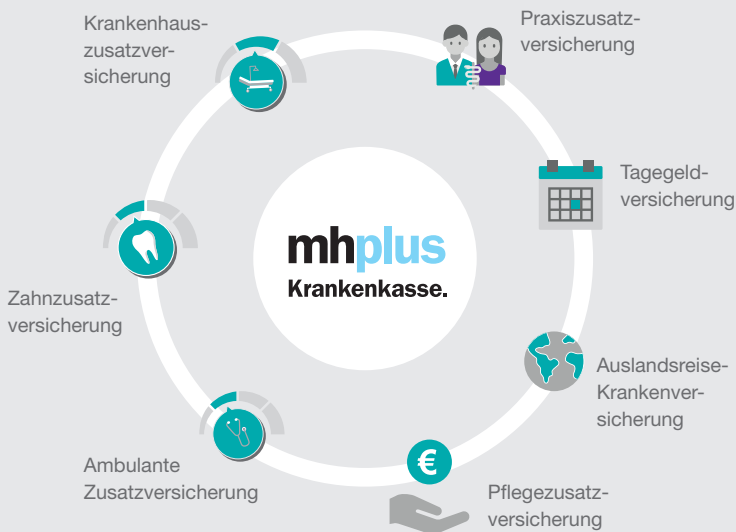 Krankenhaus-
zusatzver-
sicherung
Praxiszusatz-
versicherung
Tagegeld-
versicherung
mhplus
Krankenkasse.
Zahnzusatz-
versicherung
Auslandsreise-
Krankenver-
sicherung
Ambulante
Zusatzversicherung
€
Pflegezusatz-
versicherung